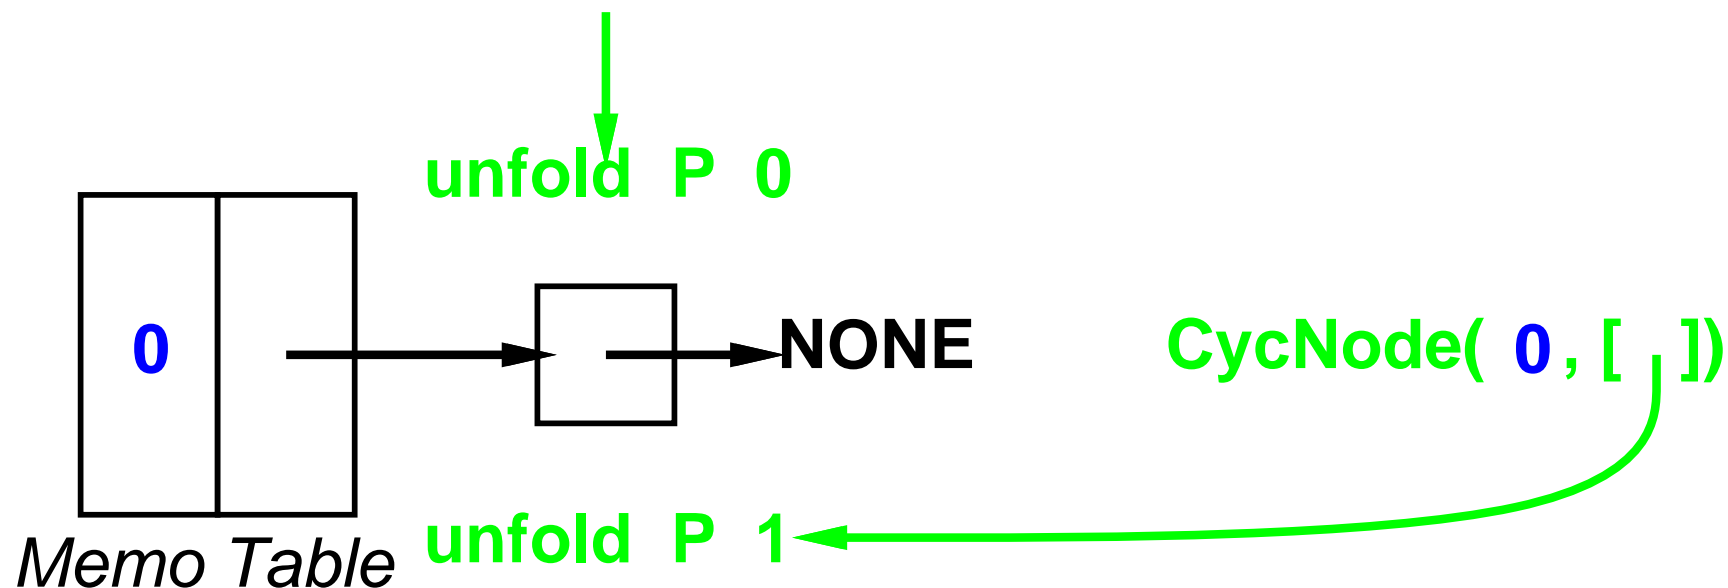 unfold P 0
0
NONE
CycNode( 0 , [ ])
unfold P 1
Memo Table